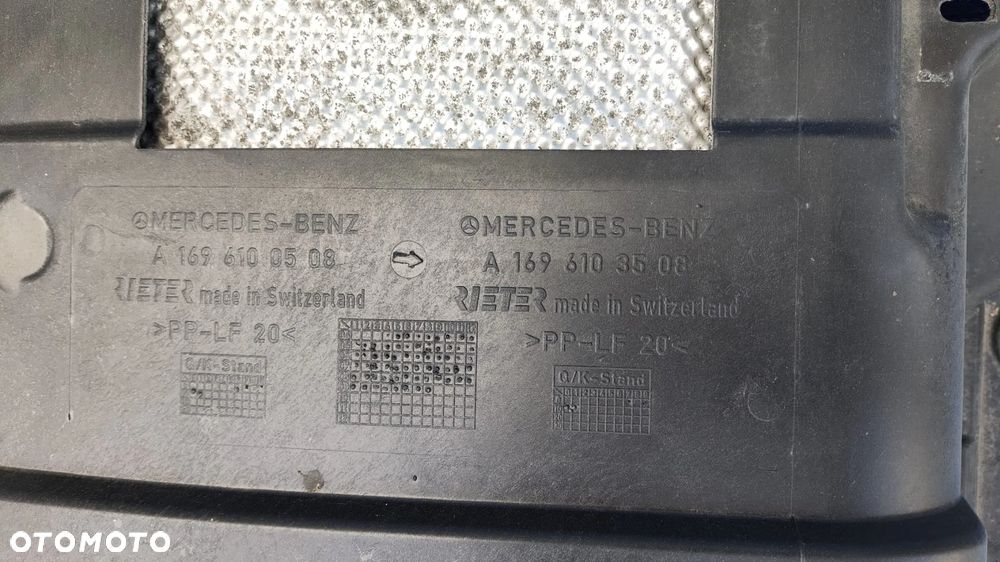 MERCEDES-BENZ
A 169 610 05 08
RIETER made in Switzerland
>PP-LF 20<
Q/K-Stand
MERCEDES-BENZ
A 169 610 35 08
RIETER made in Switzerland
>PP-LF 20<
Q/K-Stand
OTOMOTO